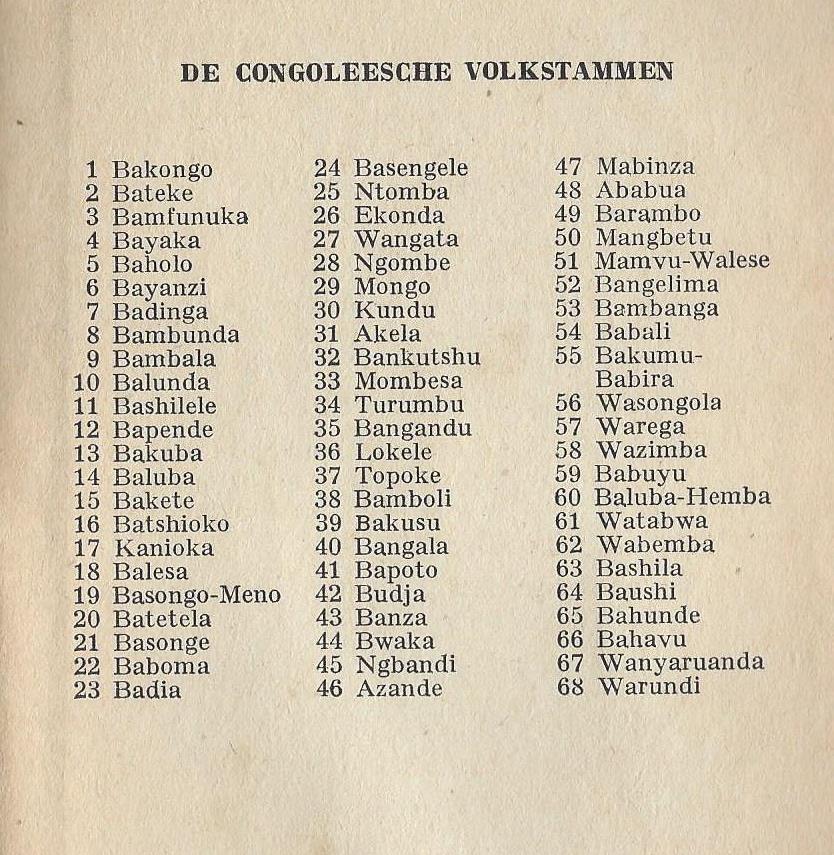 DE CONGOLEESCHE VOLKSTAMMEN
1 Bakongo
2 Bateke
3 Bamfunuka
4 Bayaka
5 Baholo
6 Bayanzi
7 Badinga
8 Bambunda
9 Bambala
10 Balunda
11 Bashilele
12 Bapende
13 Bakuba
14 Baluba
15 Bakete
16 Batshioko
17 Kanioka
18 Balesa
19 Basongo-Meno
20 Batetela
21 Basonge
22 Baboma
23 Badia
24 Basengele
25 Ntomba
26 Ekonda
27 Wangata
28 Ngombe
29 Mongo
30 Kundu
31 Akela
32 Bankutshu
33 Mombesa
34 Turumbu
35 Bangandu
36 Lokele
37 Topoke
38 Bamboli
39 Bakusu
40 Bangala
41 Bapoto
42 Budja
43 Banza
44 Bwaka
45 Ngbandi
46 Azande
47 Mabinza
48 Ababua
49 Barambo
50 Mangbetu
51 Mamvu-Walese
52 Bangelima
53 Bambanga
54 Babali
55 Bakumu-
Babira
56 Wasongola
57 Warega
58 Wazimba
59 Babuyu
60 Baluba-Hemba
61 Watabwa
62 Wabemba
63 Bashila
64 Baushi
65 Bahunde
66 Bahavu
67 Wanyaruanda
68 Warundi